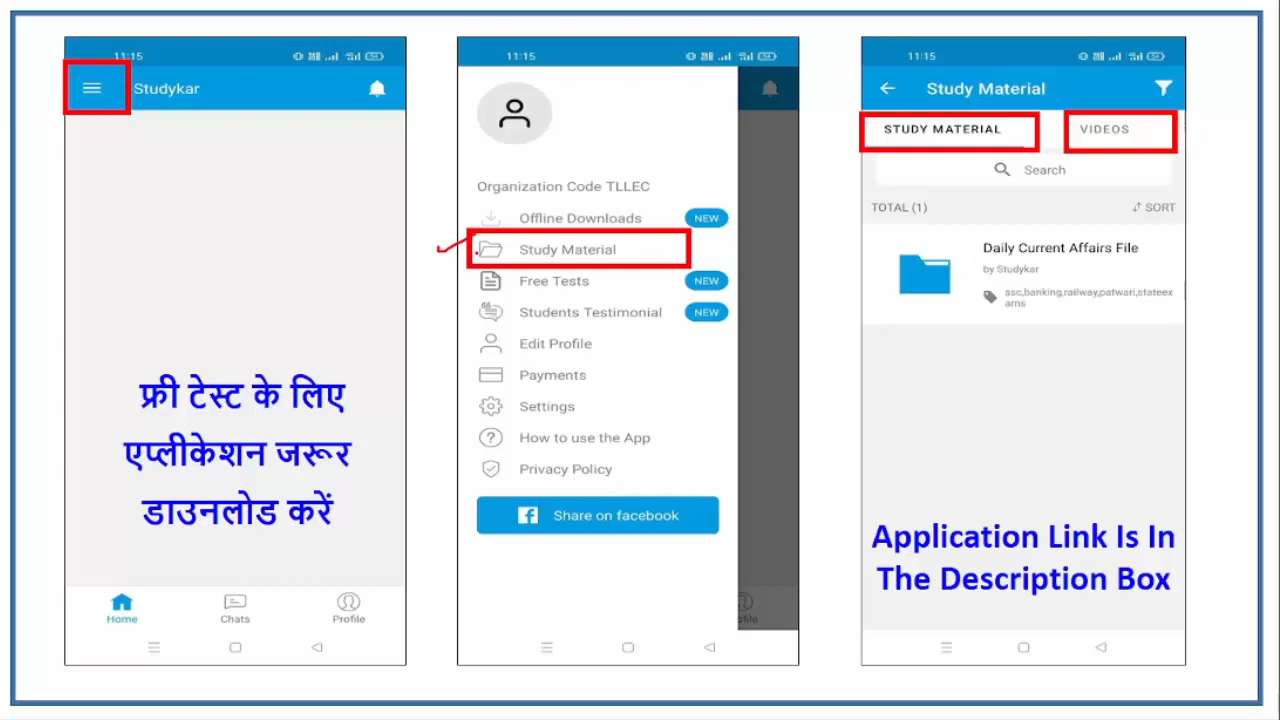 11:15
Studykar
फ्री टेस्ट के लिए
एप्लीकेशन जरूर
डाउनलोड करें
Home
Chats
Profile
11:15
Organization Code TLLEC
Offline Downloads NEW
Study Material
Free Tests NEW
Students Testimonial NEW
Edit Profile
Payments
Settings
How to use the App
Privacy Policy
Share on facebook
11:15
Study Material
STUDY MATERIAL VIDEOS
Search
TOTAL (1) SORT
Daily Current Affairs File
by Studykar
ssc,banking,railway,patwari,stateex
ams
Application Link Is In
The Description Box